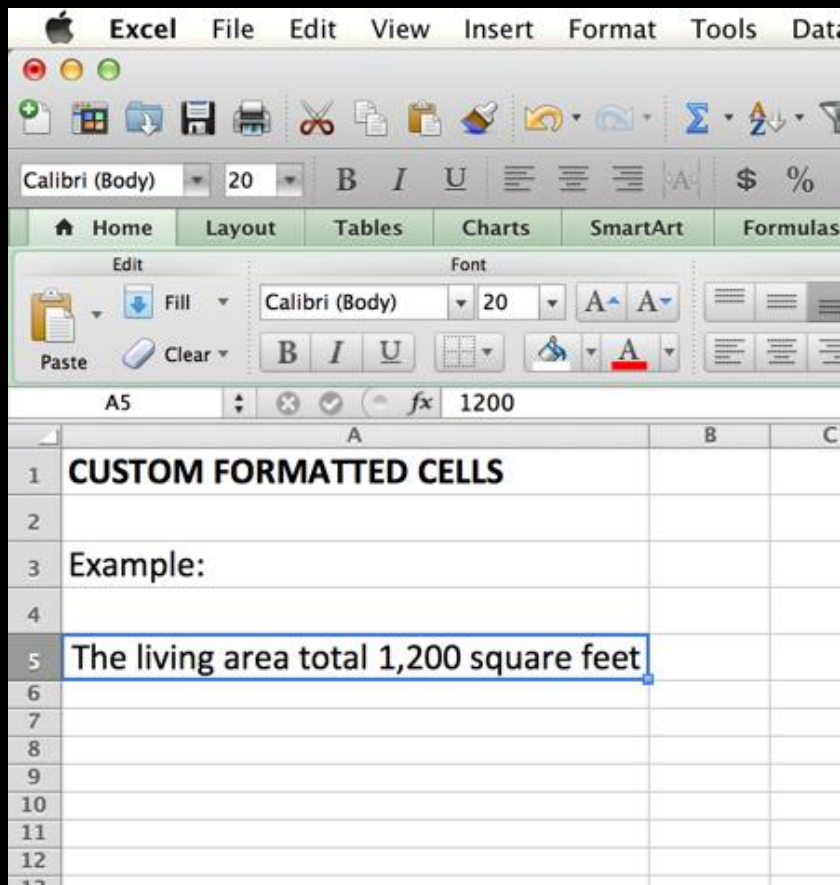 Excel File Edit View Insert Format Tools Data
Calibri (Body) 20 B I U A $ %
Home Layout Tables Charts SmartArt Formulas
Edit Font
Fill Calibri (Body) 20 A A
Paste Clear B I U A
A5 fx 1200
A B C
1 CUSTOM FORMATTED CELLS
2
3 Example:
4
5 The living area total 1,200 square feet
6
7
8
9
10
11
12
13